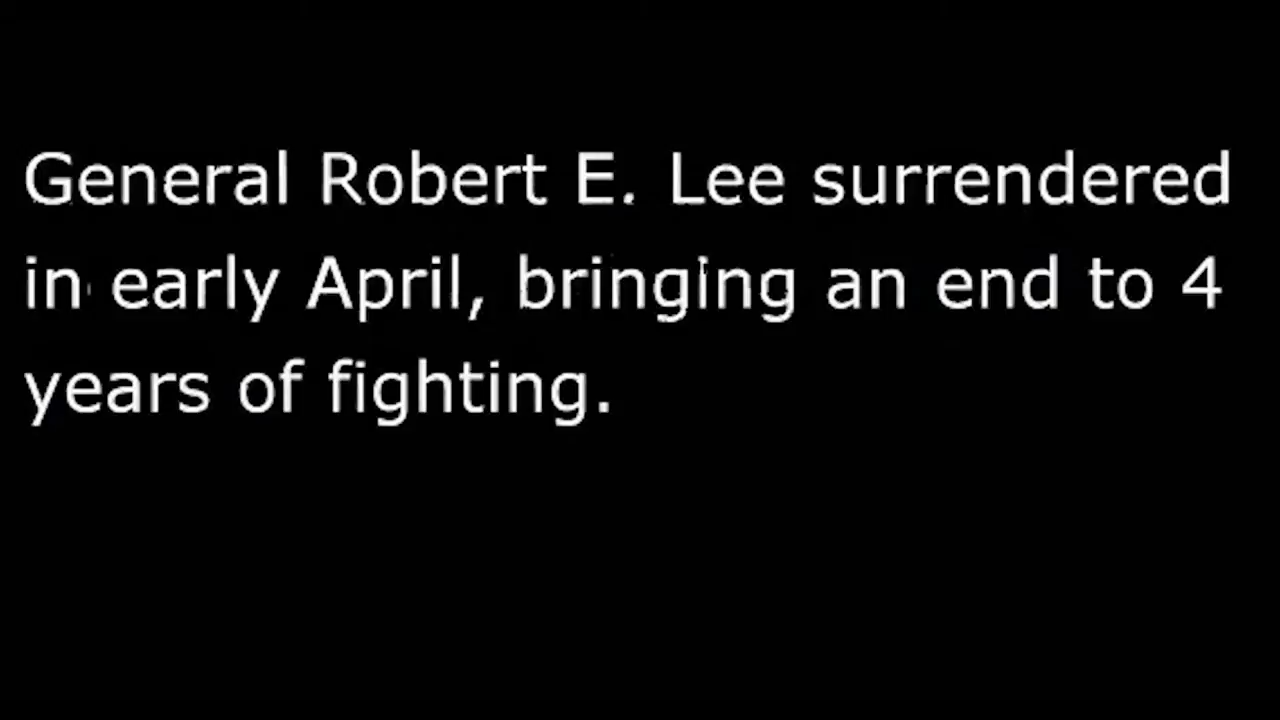 General Robert E. Lee surrendered
in early April, bringing an end to 4
years of fighting.